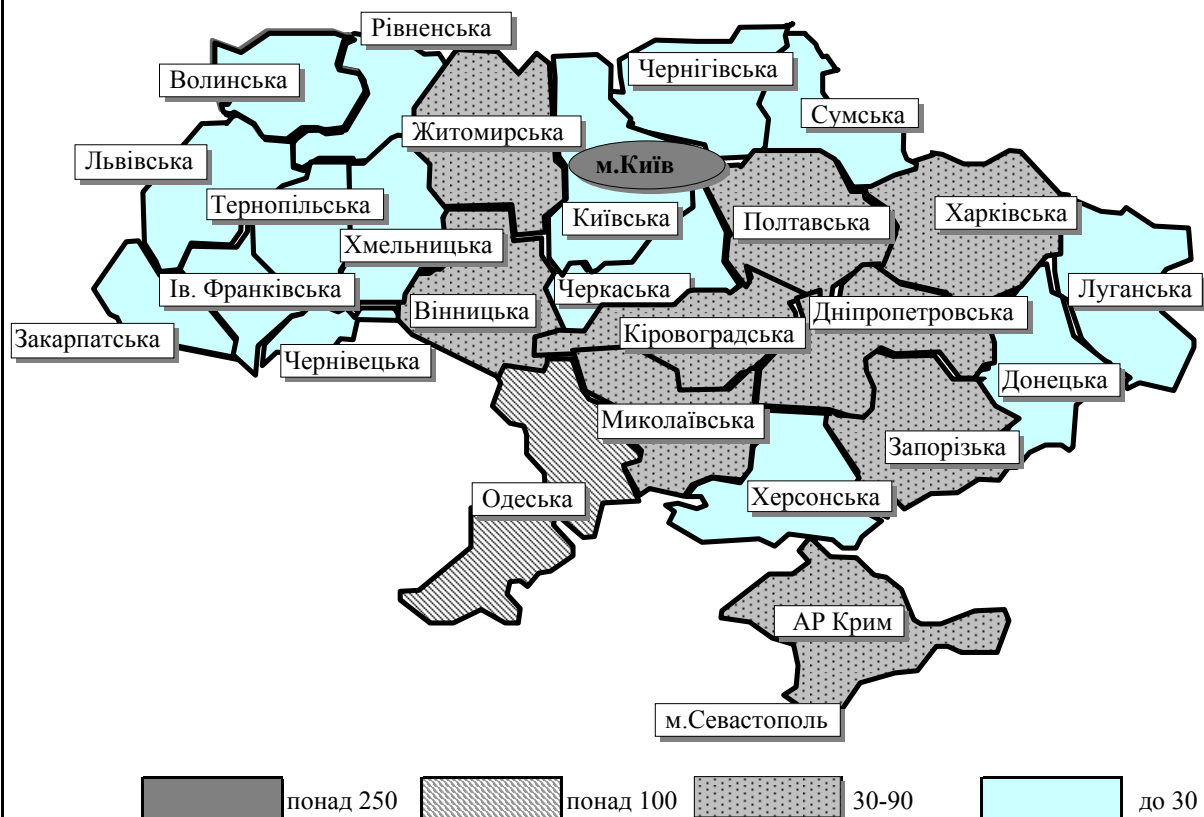 Рівненська
Волинська
Чернігівська
Сумська
Житомирська
Львівська
м.Київ
Тернопільська
Київська
Полтавська
Харківська
Хмельницька
Ів. Франківська
Вінницька
Черкаська
Луганська
Закарпатська
Чернівецька
Кіровоградська
Дніпропетровська
Донецька
Миколаївська
Запорізька
Одеська
Херсонська
АР Крим
м.Севастополь
понад 250
понад 100
30-90
до 30